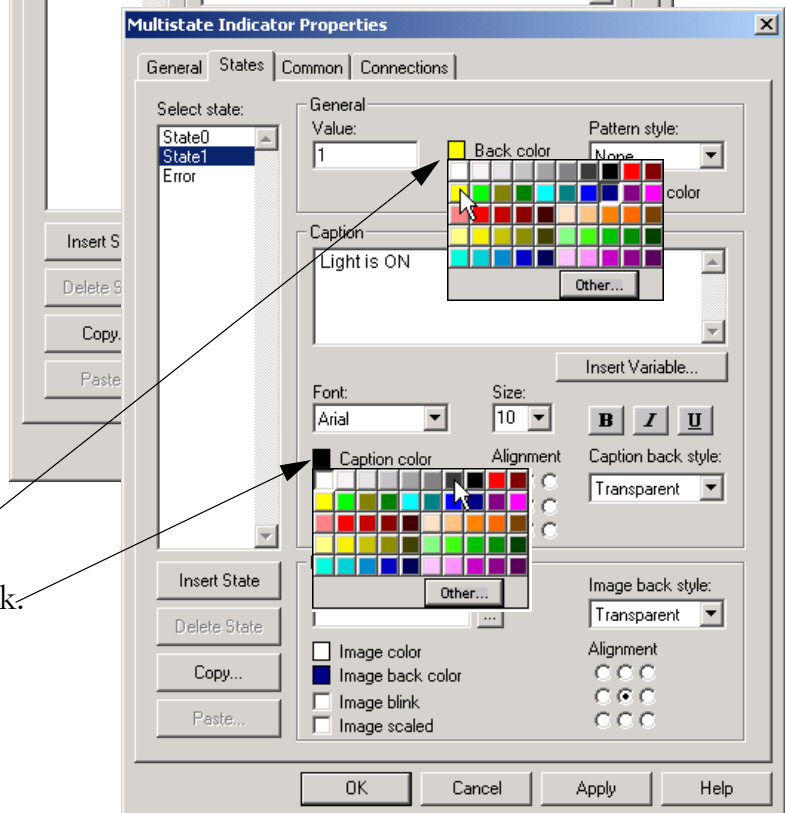 Multistate Indicator Properties
General States Common Connections
Select state:
State0
State1
Error
General
Value:
1
Back color
Pattern style:
None
color
Other...
Caption
Light is ON
Insert Variable...
Font:
Arial
Size:
10
B I U
Caption color
Alignment
Caption back style:
Transparent
Other...
...
Image back style:
Transparent
Image color
Image back color
Image blink
Image scaled
Alignment
Insert State
Delete State
Copy...
Paste...
OK Cancel Apply Help
Insert S
Delete S
Copy.
Paste
k.